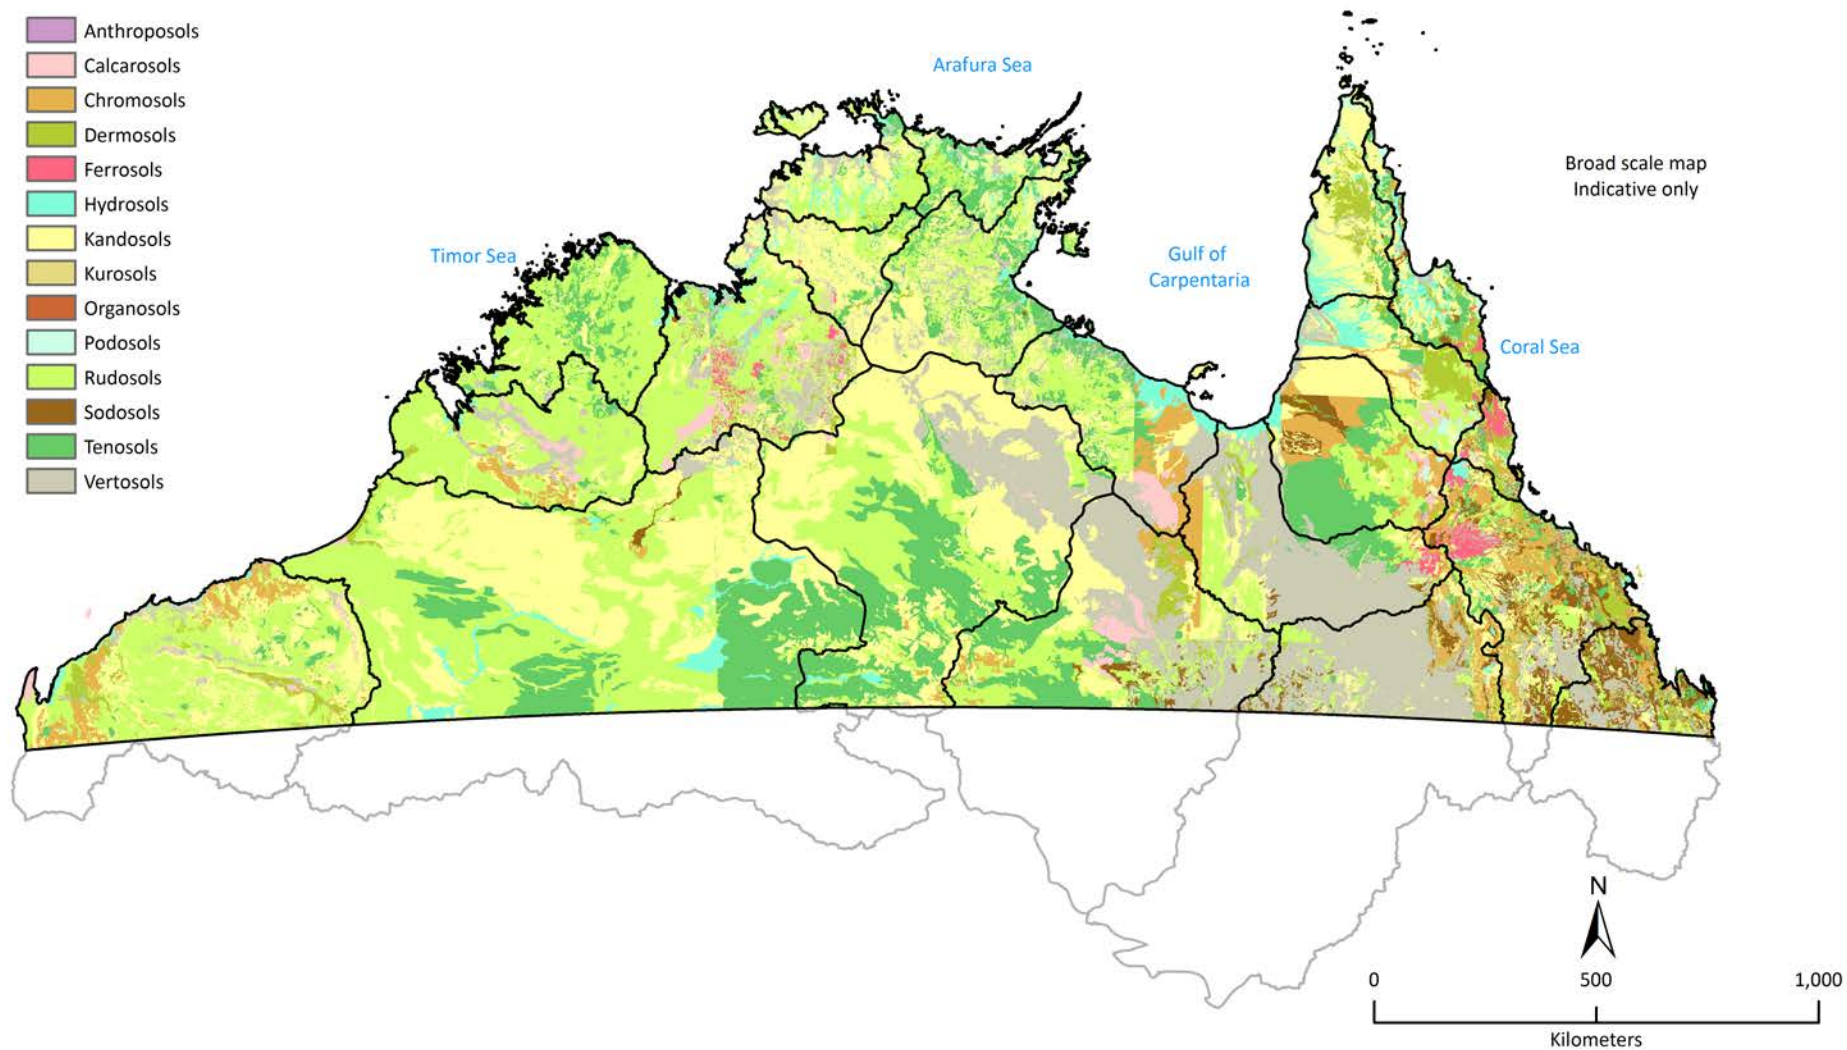 Anthroposols
Calcarosols
Chromosols
Dermosols
Ferrosols
Hydrosols
Kandosols
Kurosols
Organosols
Podosols
Rudosols
Sodosols
Tenosols
Vertosols
Arafura Sea
Timor Sea
Gulf of
Carpentaria
Coral Sea
Broad scale map
Indicative only
N
0 500 1,000
Kilometers